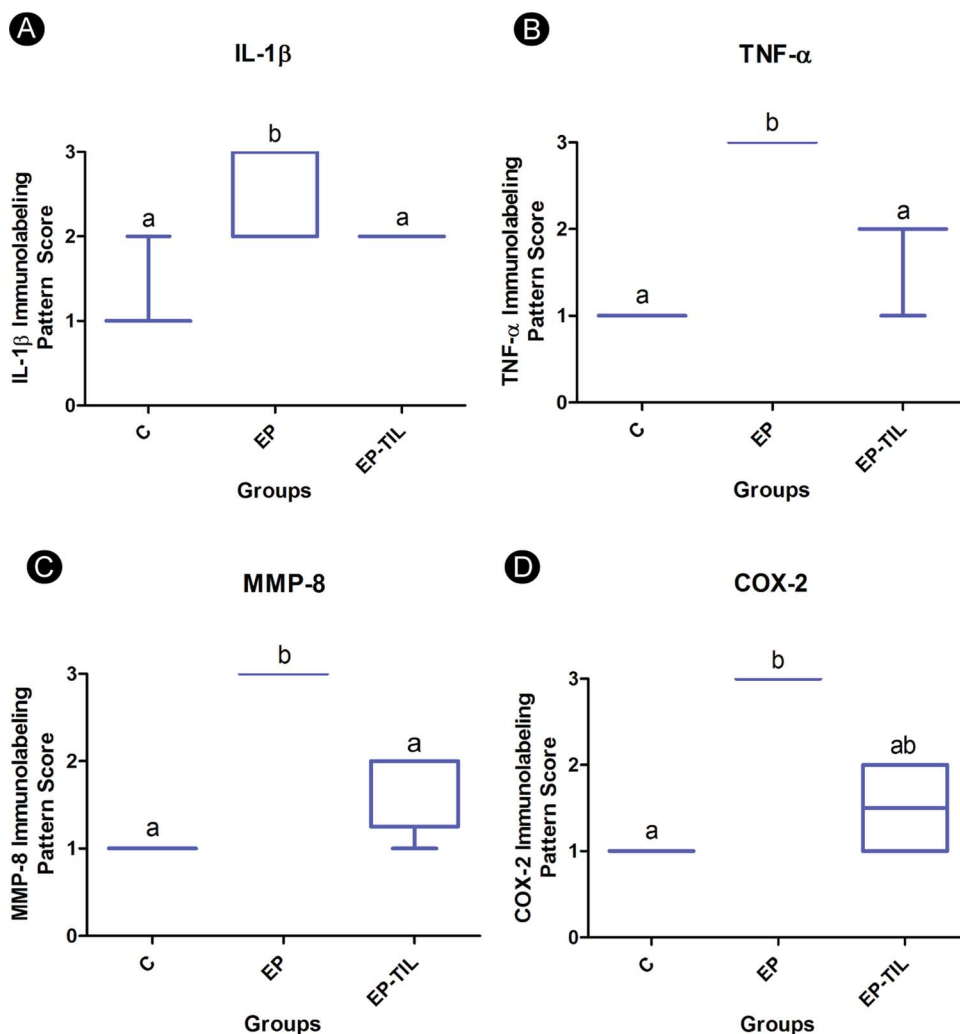 A
IL-1β
IL-1β Immunolabeling
Pattern Score
3
2
1
0
a
b
a
C
EP
EP-TIL
Groups
B
TNF-α
TNF-α Immunolabeling
Pattern Score
3
2
1
0
a
b
a
C
EP
EP-TIL
Groups
C
MMP-8
MMP-8 Immunolabeling
Pattern Score
3
2
1
0
a
b
a
C
EP
EP-TIL
Groups
D
COX-2
COX-2 Immunolabeling
Pattern Score
3
2
1
0
a
b
ab
C
EP
EP-TIL
Groups